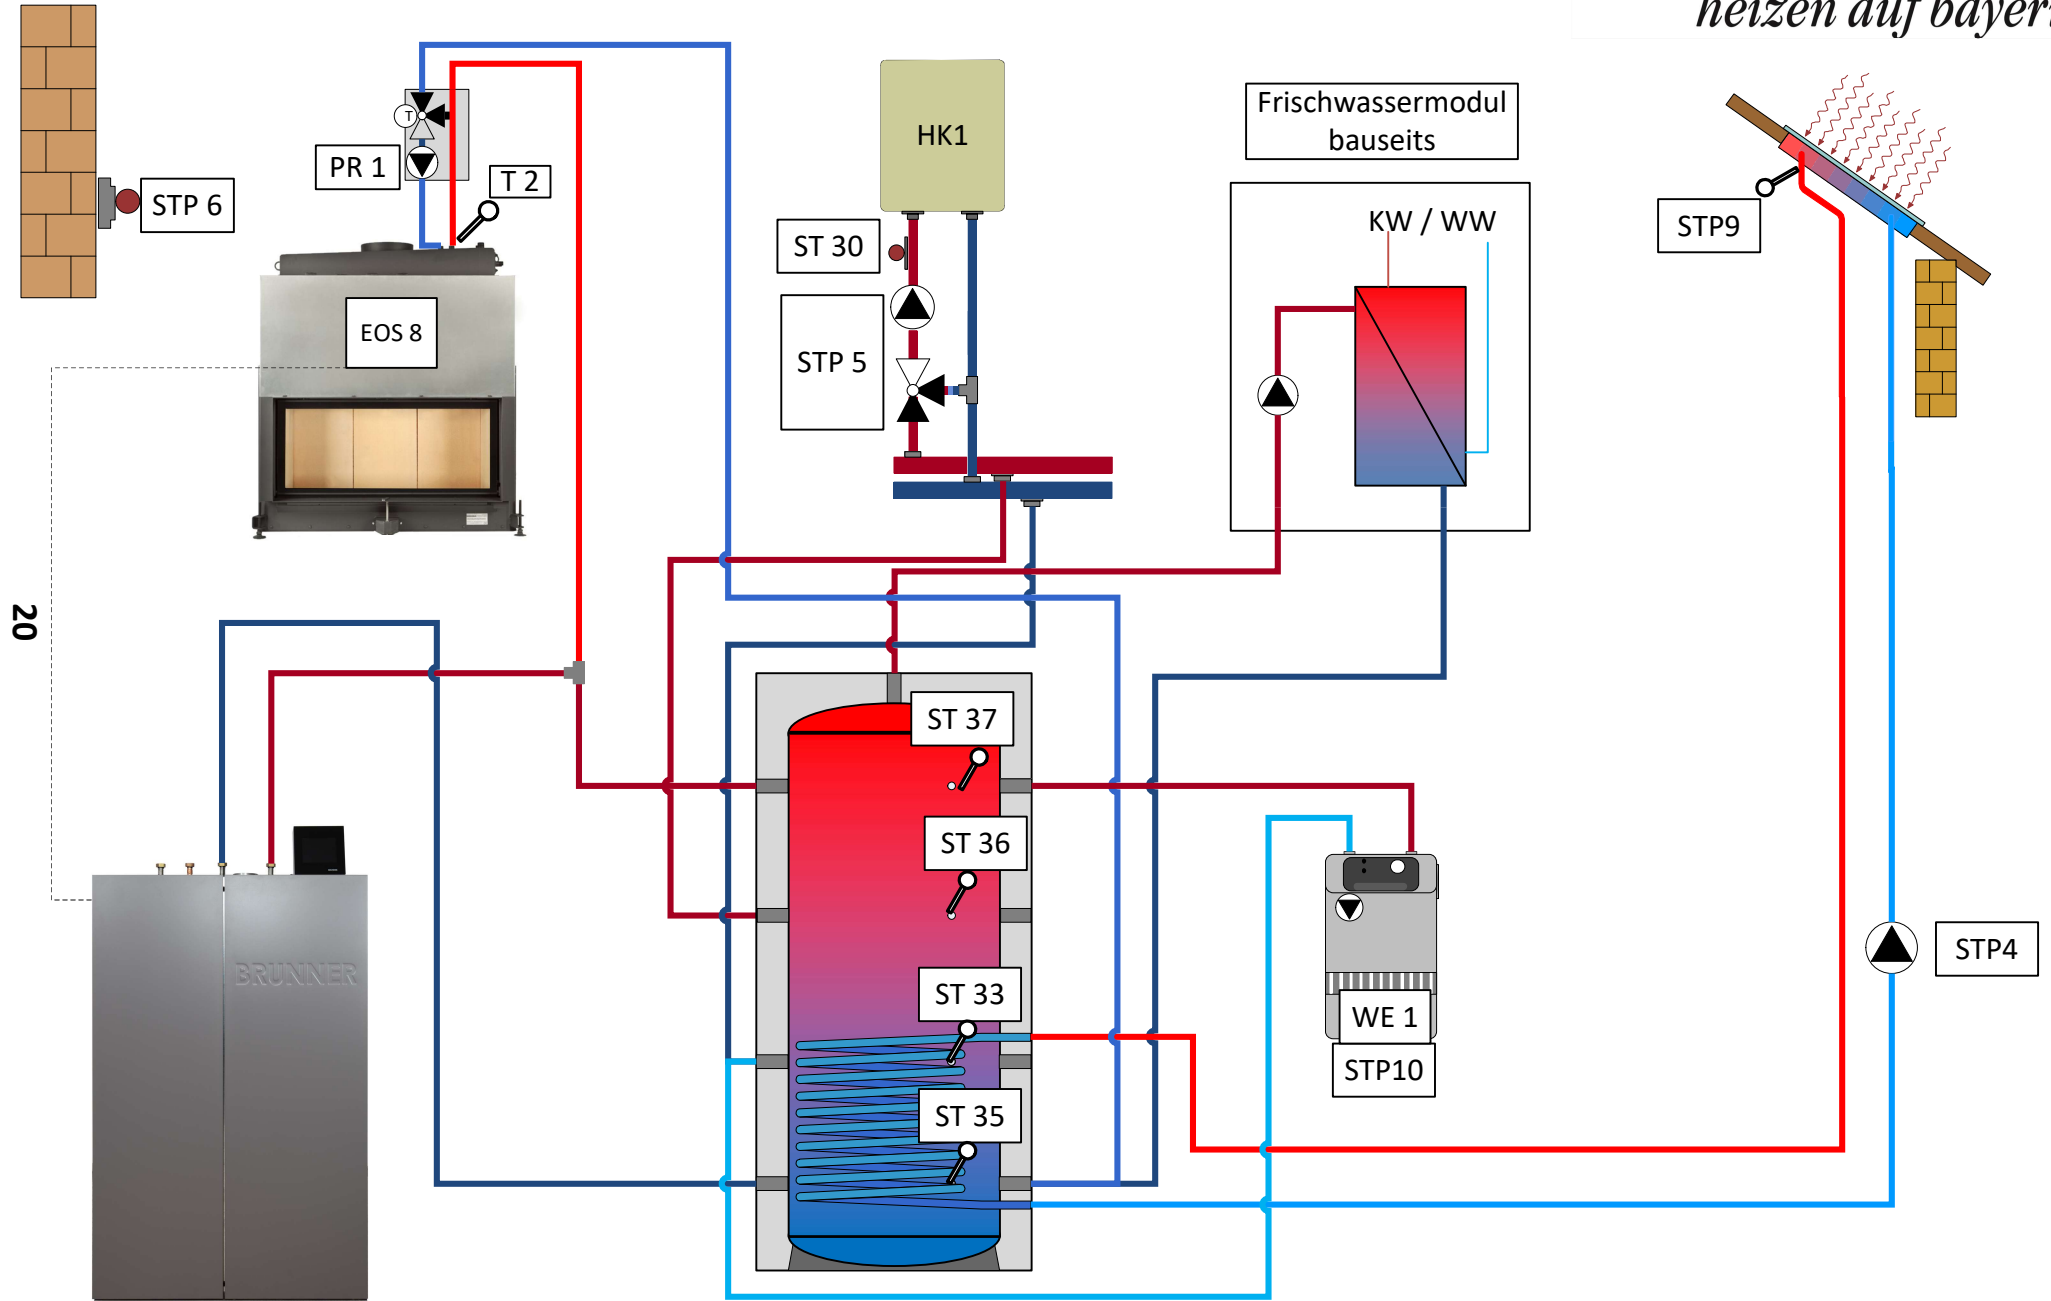 heizen auf bayer
PR 1
T
T 2
STP 6
EOS 8
20
HK1
ST 30
STP 5
Frischwassermodul
bauseits
KW / WW
STP9
ST 37
ST 36
ST 33
ST 35
BRUNNER
WE 1
STP10
STP4